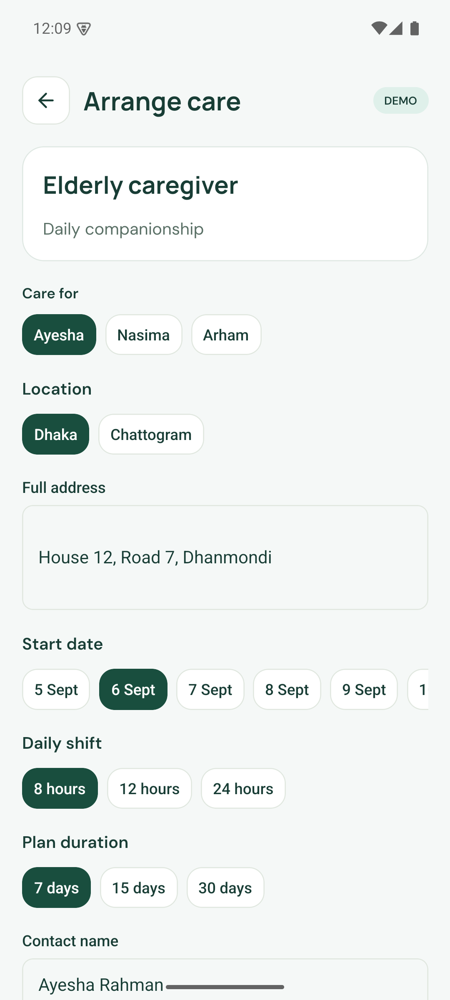 12:09
Arrange care
DEMO
Elderly caregiver
Daily companionship
Care for
Ayesha Nasima Arham
Location
Dhaka Chattogram
Full address
House 12, Road 7, Dhanmondi
Start date
5 Sept 6 Sept 7 Sept 8 Sept 9 Sept
Daily shift
8 hours 12 hours 24 hours
Plan duration
7 days 15 days 30 days
Contact name
Ayesha Rahman